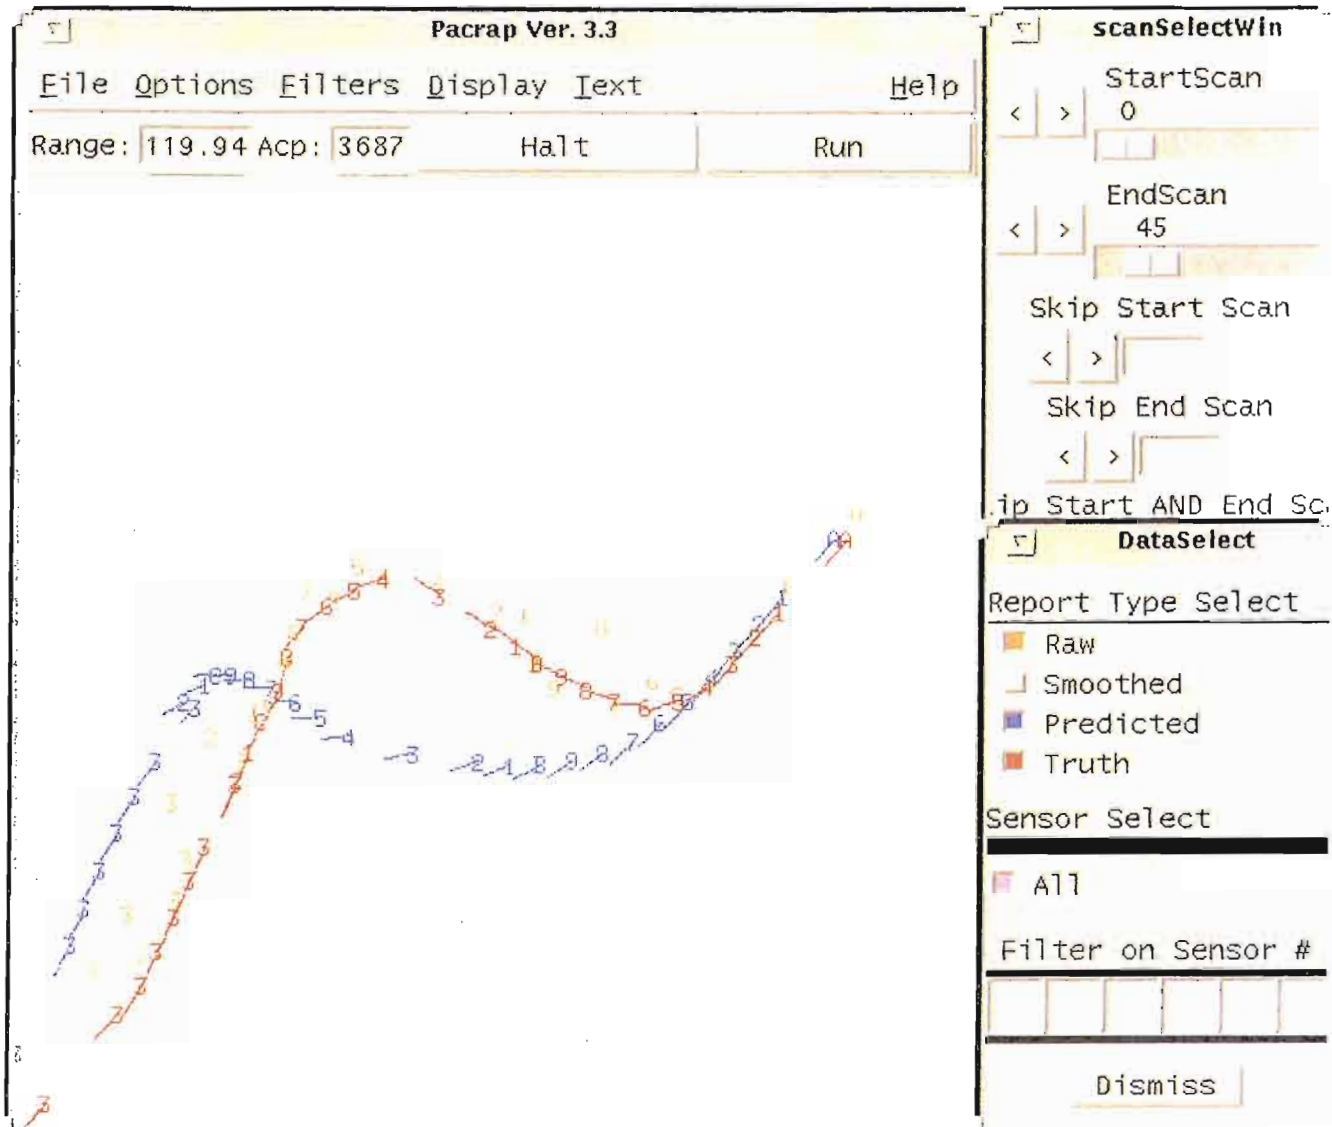 Pacrap Ver. 3.3
File Options Filters Display Text Help
Range: 119.94 Acp: 3687 Halt Run
scanSelectWin
StartScan
< > 0
EndScan
< > 45
Skip Start Scan
< >
Skip End Scan
< >
ip Start AND End Sc
DataSelect
Report Type Select
Raw
Smoothed
Predicted
Truth
Sensor Select
All
Filter on Sensor #
Dismiss